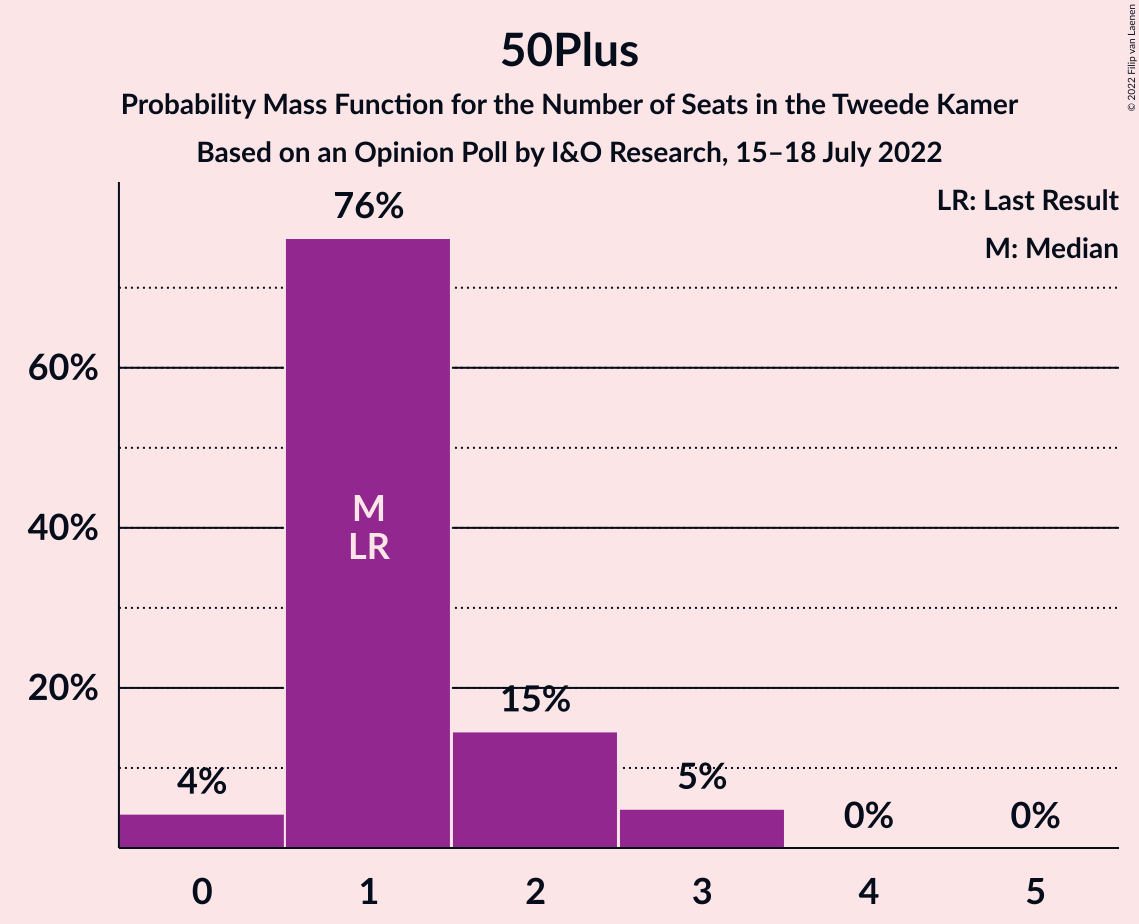 50Plus
Probability Mass Function for the Number of Seats in the Tweede Kamer
Based on an Opinion Poll by I&O Research, 15–18 July 2022
© 2022 Filip van Laenen
LR: Last Result
M: Median
60%
40%
20%
4%
76%
M
LR
15%
5%
0%
0%
0
1
2
3
4
5